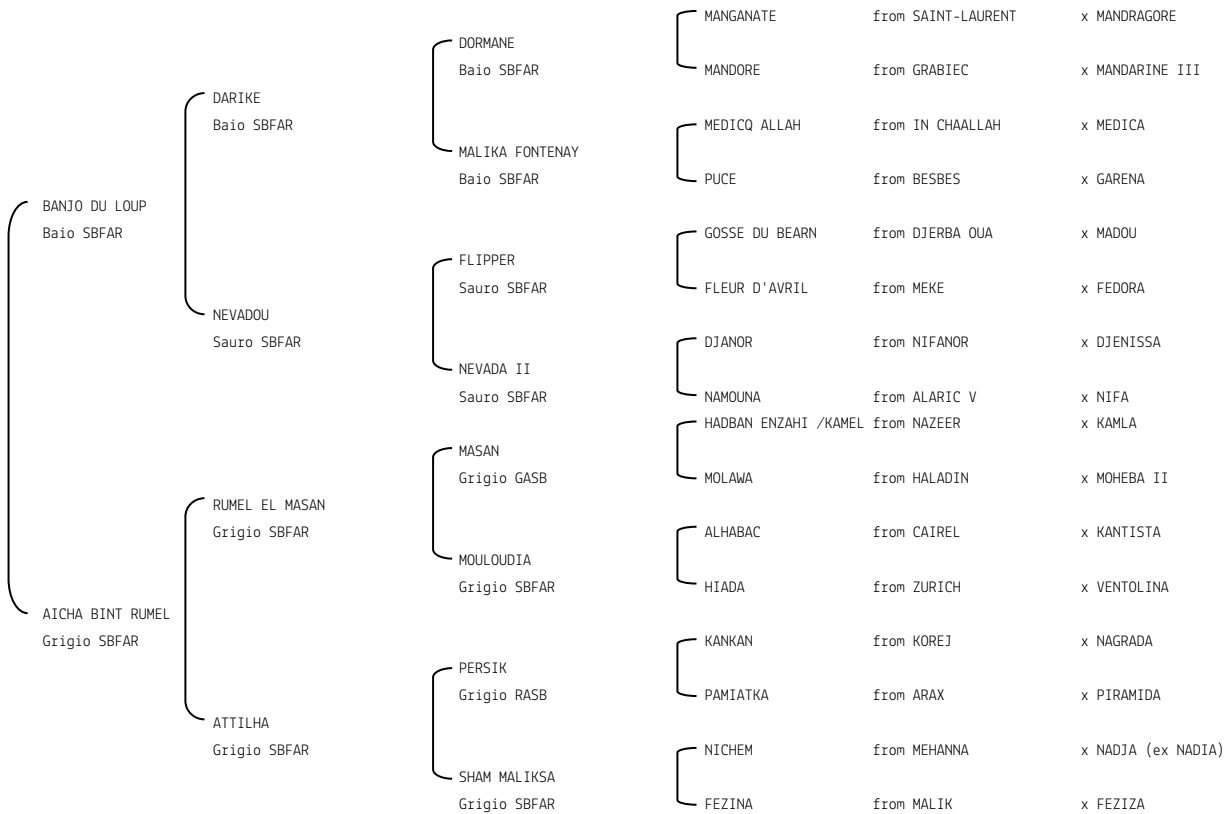 MANGANATE from SAINT-LAURENT x MANDRAGORE
DORMANE
Baio SBFAR MANDORE from GRABIEC x MANDARINE III
DARIKE
Baio SBFAR MEDICQ ALLAH from IN CHAALLAH x MEDICA
MALIKA FONTENAY
Baio SBFAR PUCE from BESBES x GARENA
BANJO DU LOUP
Baio SBFAR GOSSE DU BEARN from DJERBA OUA x MADOU
FLIPPER
Sauro SBFAR FLEUR D'AVRIL from MEKE x FEDORA
NEVADOU
Sauro SBFAR DJANOR from NIFANOR x DJENISSA
NEVADA II
Sauro SBFAR NAMOUNA from ALARIC V x NIFA
HADBAN ENZAHI /KAMEL from NAZEER x KAMLA
MASAN
Grigio GASB MOLAWA from HALADIN x MOHEBA II
RUMEL EL MASAN
Grigio SBFAR ALHABAC from CAIREL x KANTISTA
MOULOUDIA
Grigio SBFAR HIADA from ZURICH x VENTOLINA
AICHA BINT RUMEL
Grigio SBFAR KANKAN from KOREJ x NAGRADA
PERSIK
Grigio RASB PAMIATKA from ARAX x PIRAMIDA
ATTILHA
Grigio SBFAR NICHEM from MEHANNA x NADJA (ex NADIA)
SHAM MALIKSA
Grigio SBFAR FEZINA from MALIK x FEZIZA